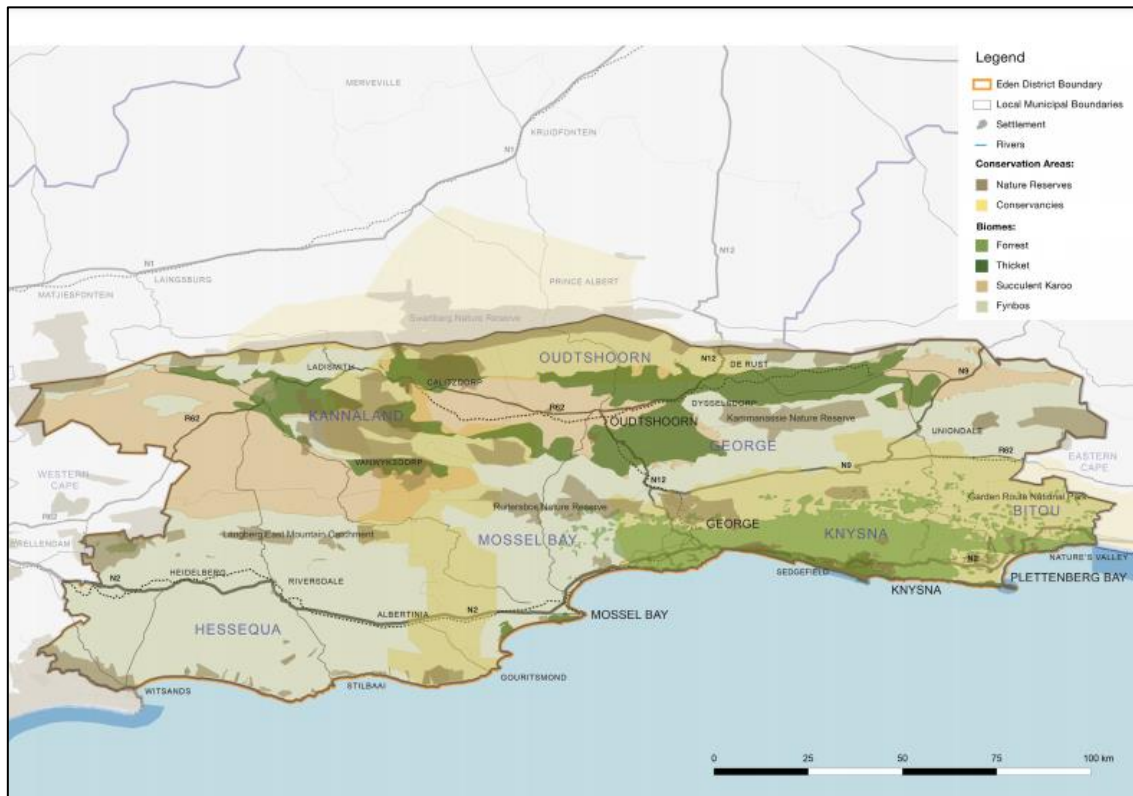 Legend
Eden District Boundary
Local Municipal Boundaries
Settlement
Rivers
Conservation Areas:
Nature Reserves
Conservancies
Biomes:
Forrest
Thicket
Succulent Karoo
Fynbos
MERVEVILLE
KRUIDFONTEIN
N1
N12
N1
LAINGSBURG
PRINCE ALBERT
MATJIEBFONTEIN
Swartberg Nature Reserve
OUDTSHOORN
N12
DE RUST
LADISMITH
N9
CALITZDORP
DYSSELSDORP
R62
R62
KANNALAND
OUDTSHOORN
Kammanassie Nature Reserve
UNIONDALE
GEORGE
R62
WESTERN
CAPE
VANWYKSDORP
N9
EASTERN
CAPE
N12
Garden Route National Park
BITOU
Ruitersbos Nature Reserve
GEORGE
R62
Langberg East Mountain Catchment
MOSSEL BAY
KNYSNA
NATURE'S VALLEY
N2
N2
HEIDELBERG
SEDGEFIELD
PLETTENBERG BAY
RIVERSDALE
KNYSNA
ALBERTINIA
N2
MOSSEL BAY
HESSEQUA
GOURITSMOND
WITSANDS
STILBAAI
0
25
50
75
100 km